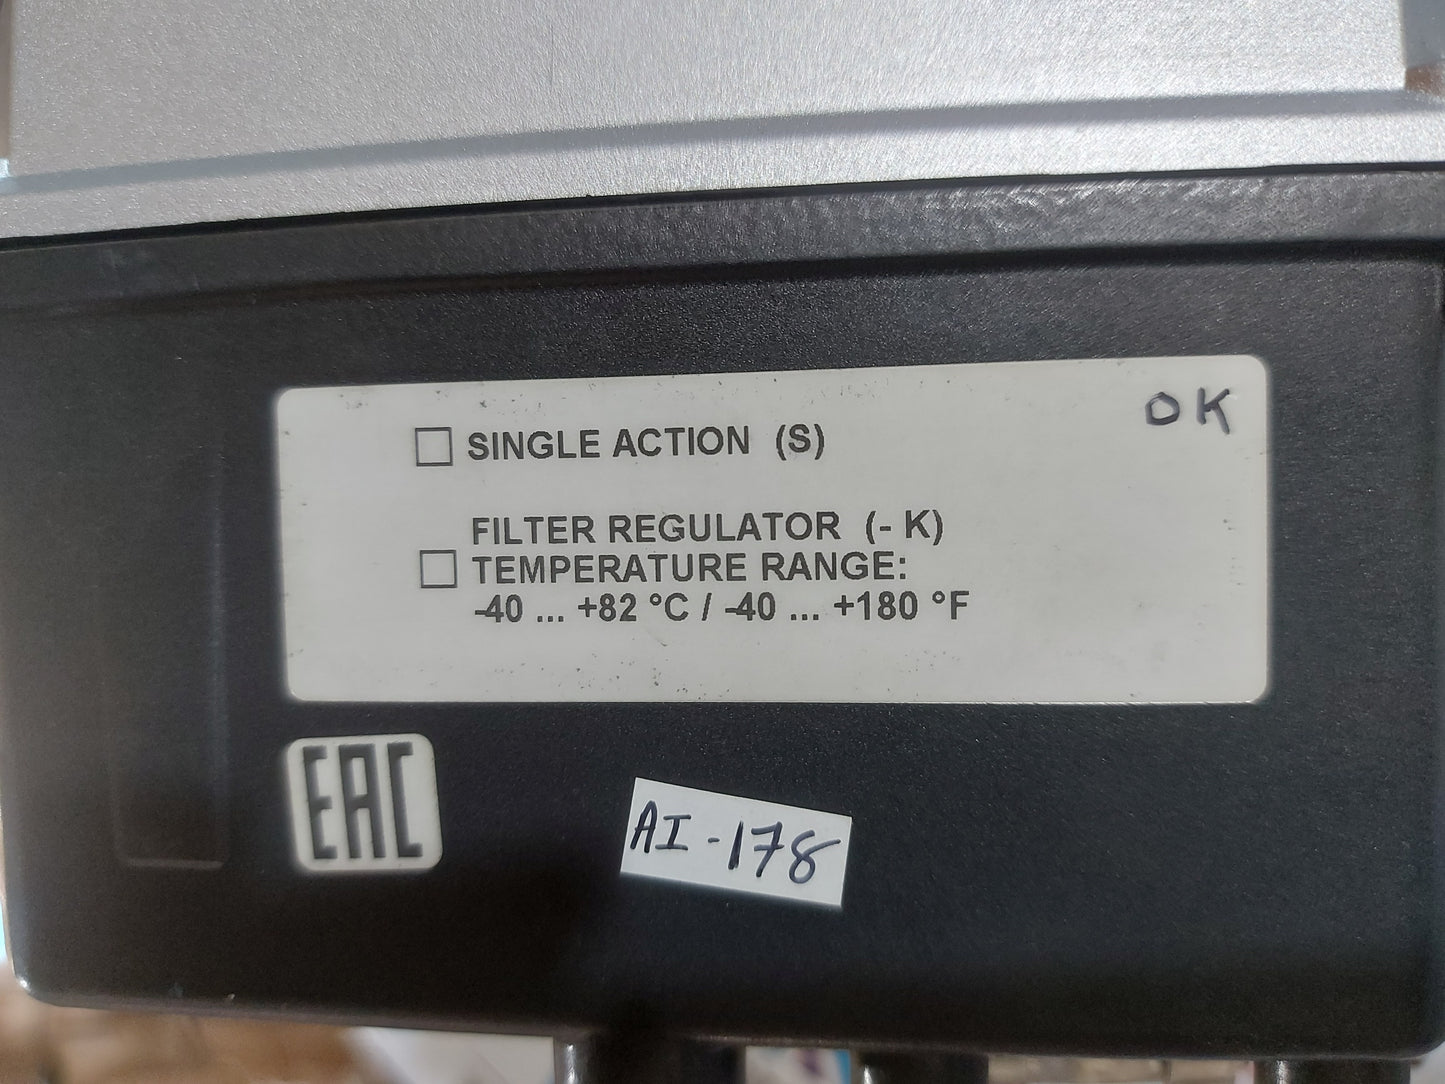 OK
☐ SINGLE ACTION (S)
FILTER REGULATOR (- K)
☐ TEMPERATURE RANGE:
-40 ... +82 °C / -40 ... +180 °F
EAC
AI-178